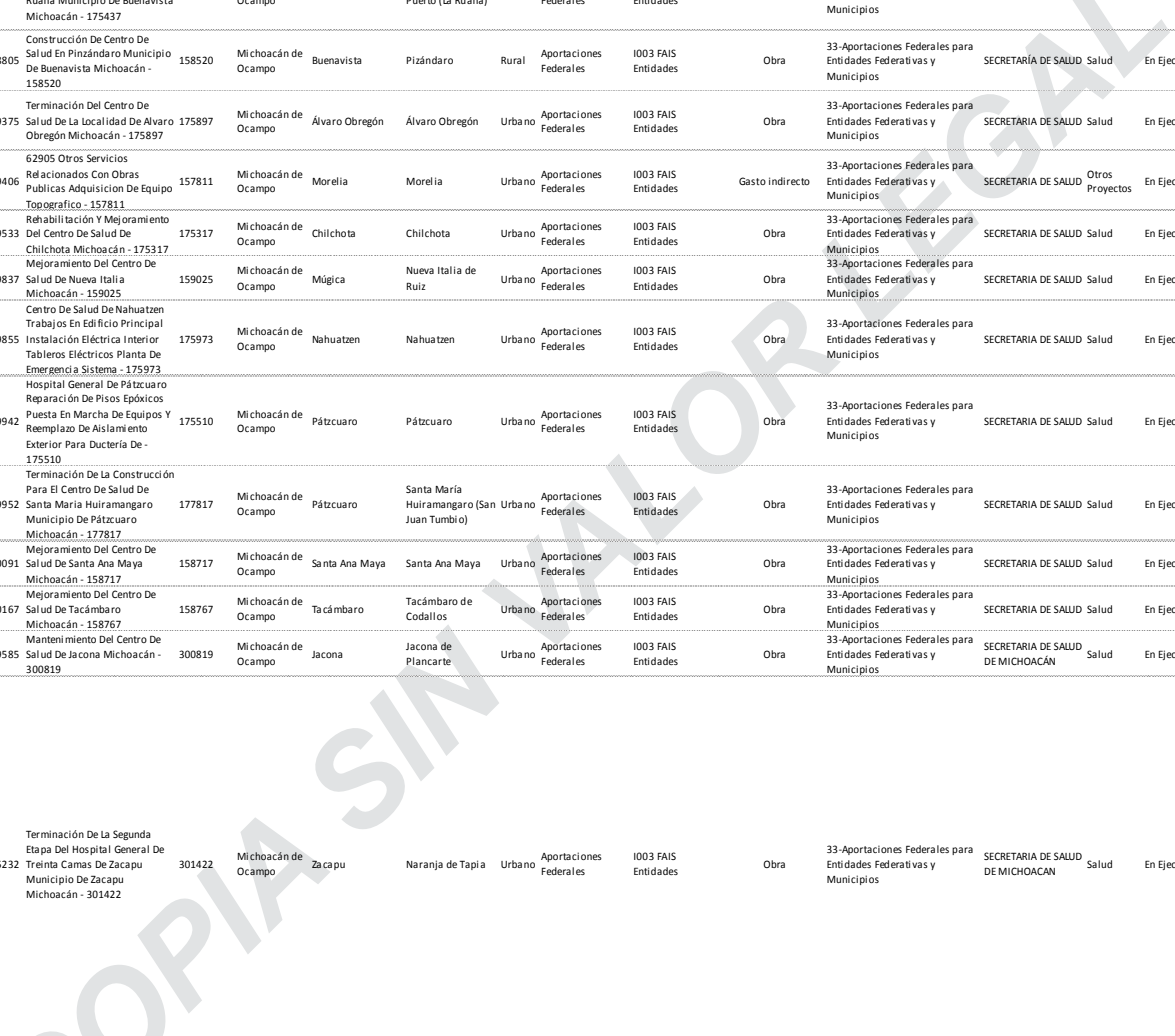 Michoacán - 175437
Municipios
Construcción De Centro De
Salud En Pinzándaro Municipio
De Buenavista Michoacán -
158520
158520
Michoacán de
Ocampo
Buenavista
Pizándaro
Rural
Aportaciones
Federales
I003 FAIS
Entidades
Obra
33-Aportaciones Federales para
Entidades Federativas y
Municipios
SECRETARÍA DE SALUD
Salud
En Ejec
Terminación Del Centro De
Salud De La Localidad De Alvaro
Obregón Michoacán - 175897
175897
Michoacán de
Ocampo
Álvaro Obregón
Álvaro Obregón
Urbano
Aportaciones
Federales
I003 FAIS
Entidades
Obra
33-Aportaciones Federales para
Entidades Federativas y
Municipios
SECRETARIA DE SALUD
Salud
En Ejec
62905 Otros Servicios
Relacionados Con Obras
Publicas Adquisicion De Equipo
Topografico - 157811
157811
Michoacán de
Ocampo
Morelia
Morelia
Urbano
Aportaciones
Federales
I003 FAIS
Entidades
Gasto indirecto
33-Aportaciones Federales para
Entidades Federativas y
Municipios
SECRETARIA DE SALUD
Otros
Proyectos
En Ejec
Rehabilitación Y Mejoramiento
Del Centro De Salud De
Chilchota Michoacán - 175317
175317
Michoacán de
Ocampo
Chilchota
Chilchota
Urbano
Aportaciones
Federales
I003 FAIS
Entidades
Obra
33-Aportaciones Federales para
Entidades Federativas y
Municipios
SECRETARIA DE SALUD
Salud
En Ejec
Mejoramiento Del Centro De
Salud De Nueva Italia
Michoacán - 159025
159025
Michoacán de
Ocampo
Múgica
Nueva Italia de
Ruiz
Urbano
Aportaciones
Federales
I003 FAIS
Entidades
Obra
33-Aportaciones Federales para
Entidades Federativas y
Municipios
SECRETARIA DE SALUD
Salud
En Ejec
Centro De Salud De Nahuatzen
Trabajos En Edificio Principal
Instalación Eléctrica Interior
Tableros Eléctricos Planta De
Emergencia Sistema - 175973
175973
Michoacán de
Ocampo
Nahuatzen
Nahuatzen
Urbano
Aportaciones
Federales
I003 FAIS
Entidades
Obra
33-Aportaciones Federales para
Entidades Federativas y
Municipios
SECRETARIA DE SALUD
Salud
En Ejec
Hospital General De Pátzcuaro
Reparación De Pisos Epóxicos
Puesta En Marcha De Equipos Y
Reemplazo De Aislamiento
Exterior Para Ductería De -
175510
175510
Michoacán de
Ocampo
Pátzcuaro
Pátzcuaro
Urbano
Aportaciones
Federales
I003 FAIS
Entidades
Obra
33-Aportaciones Federales para
Entidades Federativas y
Municipios
SECRETARIA DE SALUD
Salud
En Ejec
Terminación De La Construcción
Para El Centro De Salud De
Santa Maria Huiramangaro
Municipio De Pátzcuaro
Michoacán - 177817
177817
Michoacán de
Ocampo
Pátzcuaro
Santa María
Huiramangaro (San
Juan Tumbio)
Urbano
Aportaciones
Federales
I003 FAIS
Entidades
Obra
33-Aportaciones Federales para
Entidades Federativas y
Municipios
SECRETARIA DE SALUD
Salud
En Ejec
Mejoramiento Del Centro De
Salud De Santa Ana Maya
Michoacán - 158717
158717
Michoacán de
Ocampo
Santa Ana Maya
Santa Ana Maya
Urbano
Aportaciones
Federales
I003 FAIS
Entidades
Obra
33-Aportaciones Federales para
Entidades Federativas y
Municipios
SECRETARIA DE SALUD
Salud
En Ejec
Mejoramiento Del Centro De
Salud De Tacámbaro
Michoacán - 158767
158767
Michoacán de
Ocampo
Tacámbaro
Tacámbaro de
Codallos
Urbano
Aportaciones
Federales
I003 FAIS
Entidades
Obra
33-Aportaciones Federales para
Entidades Federativas y
Municipios
SECRETARIA DE SALUD
Salud
En Ejec
Mantenimiento Del Centro De
Salud De Jacona Michoacán -
300819
300819
Michoacán de
Ocampo
Jacona
Jacona de
Plancarte
Urbano
Aportaciones
Federales
I003 FAIS
Entidades
Obra
33-Aportaciones Federales para
Entidades Federativas y
Municipios
SECRETARIA DE SALUD
DE MICHOACÁN
Salud
En Ejec
Terminación De La Segunda
Etapa Del Hospital General De
Treinta Camas De Zacapu
Municipio De Zacapu
Michoacán - 301422
301422
Michoacán de
Ocampo
Zacapu
Naranja de Tapia
Urbano
Aportaciones
Federales
I003 FAIS
Entidades
Obra
33-Aportaciones Federales para
Entidades Federativas y
Municipios
SECRETARIA DE SALUD
DE MICHOACAN
Salud
En Ejec
OPIA SIN VALOR LEGAL